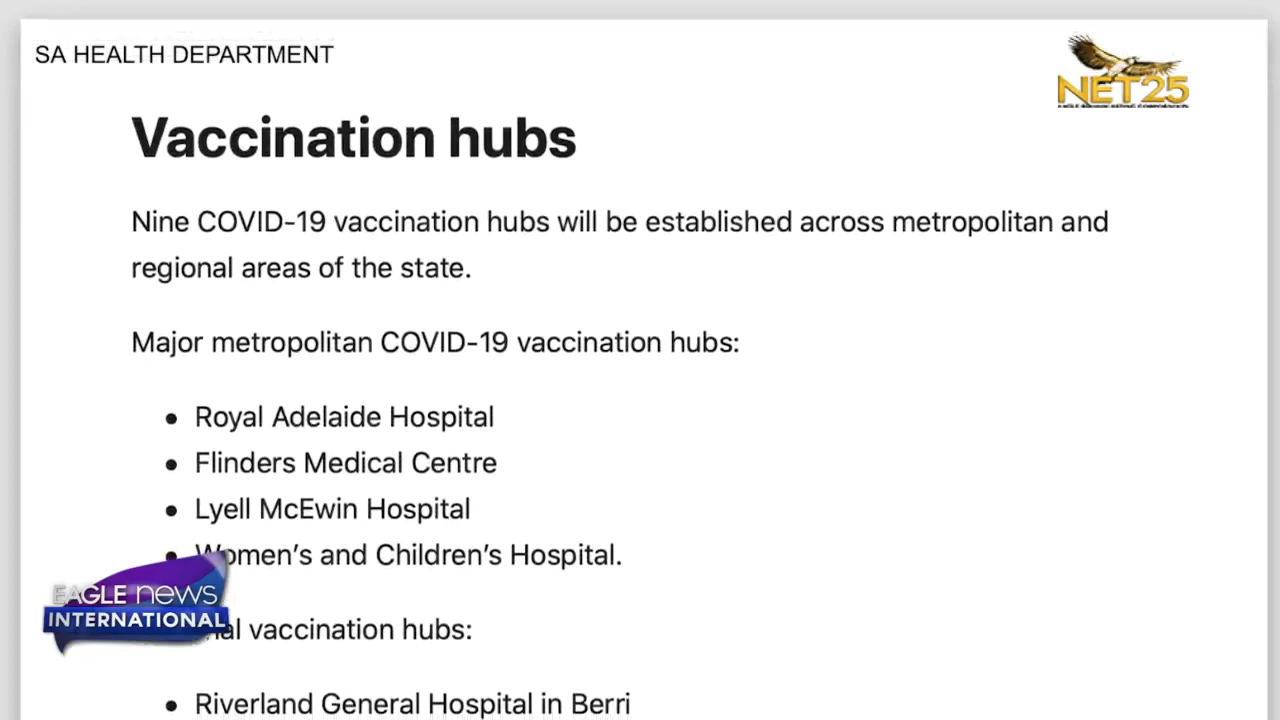 SA HEALTH DEPARTMENT
NET25
Vaccination hubs
Nine COVID-19 vaccination hubs will be established across metropolitan and
regional areas of the state.
Major metropolitan COVID-19 vaccination hubs:
• Royal Adelaide Hospital
• Flinders Medical Centre
• Lyell McEwin Hospital
• Women’s and Children’s Hospital.
EAGLE news
INTERNATIONAL
vaccination hubs:
• Riverland General Hospital in Berri